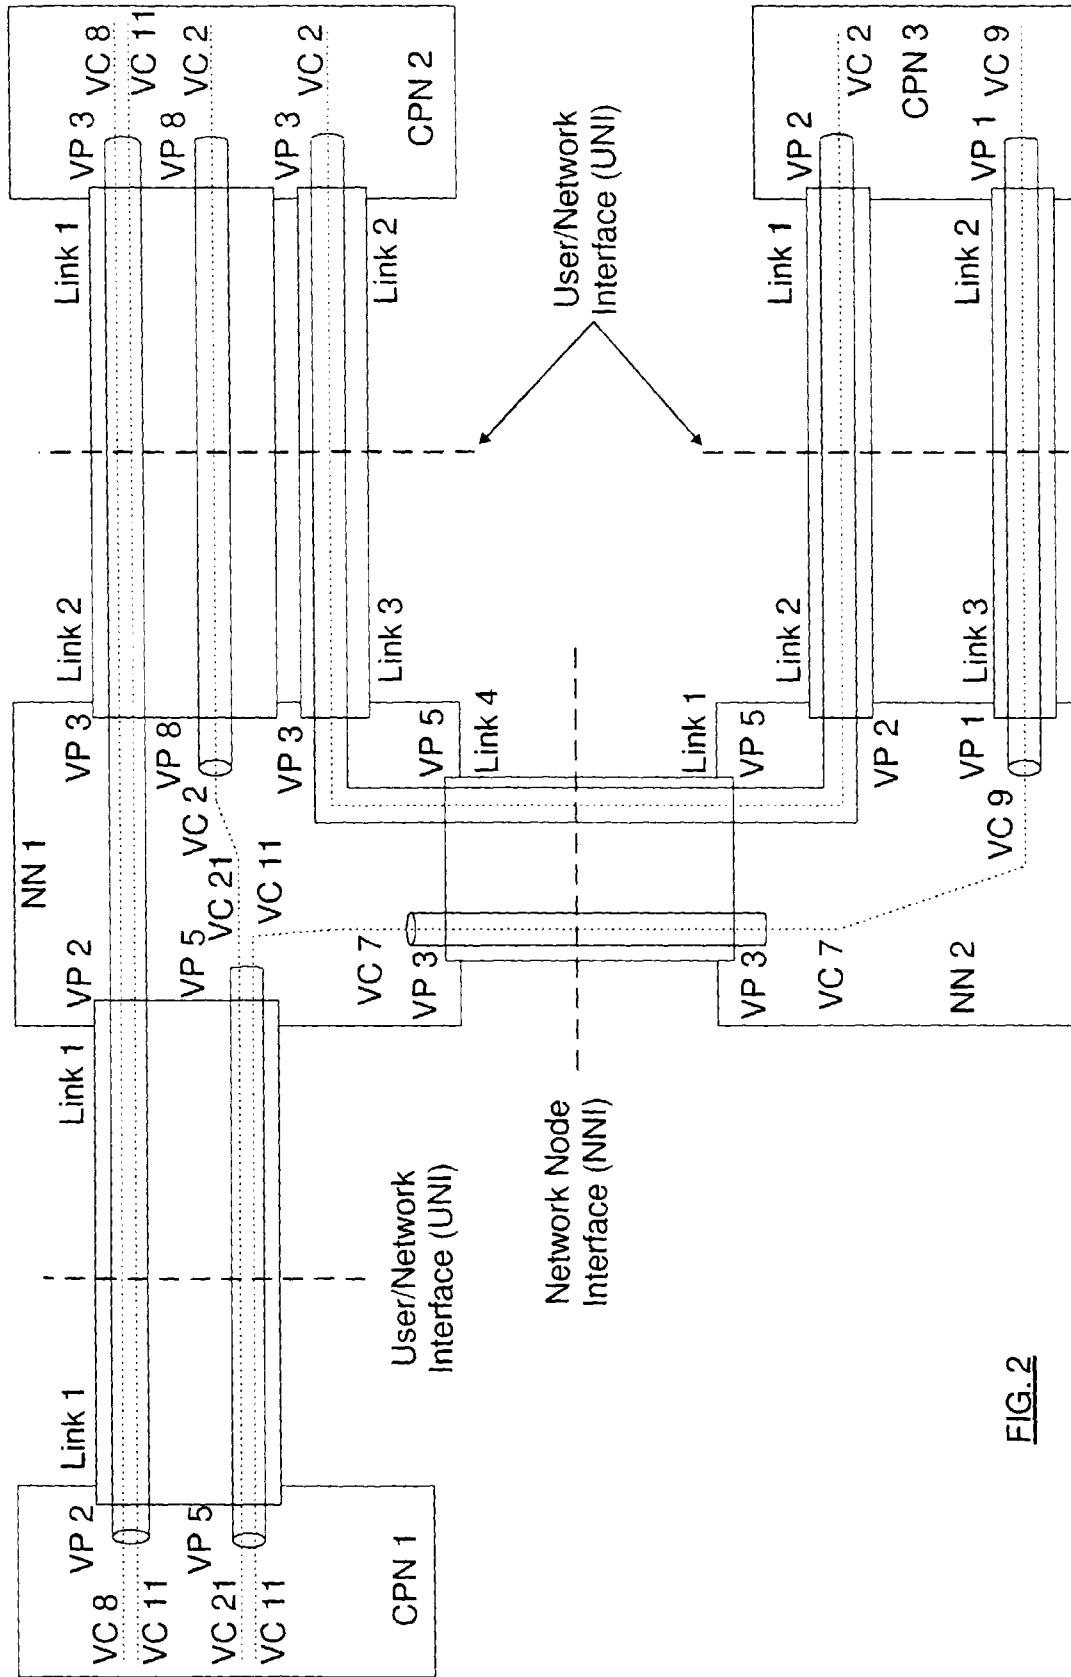 CPN 1
VC 8
VC 11
VC 21
VC 11
VP 2
VP 5
Link 1
User/Network
Interface (UNI)
Link 1
NN 1
VP 2
VP 5
VC 21
VC 11
VC 2
VP 8
VP 3
VP 3
Link 2
Link 3
VC 7
VP 3
VP 5
Link 4
Network Node
Interface (NNI)
Link 1
VP 5
VP 3
VC 7
NN 2
VC 9
VP 1
VP 2
Link 2
Link 3
User/Network
Interface (UNI)
Link 1
Link 2
VP 3
VC 8
VC 11
VP 8
VC 2
VP 3
VC 2
CPN 2
Link 1
Link 2
VP 2
VC 2
CPN 3
VP 1
VC 9
FIG. 2